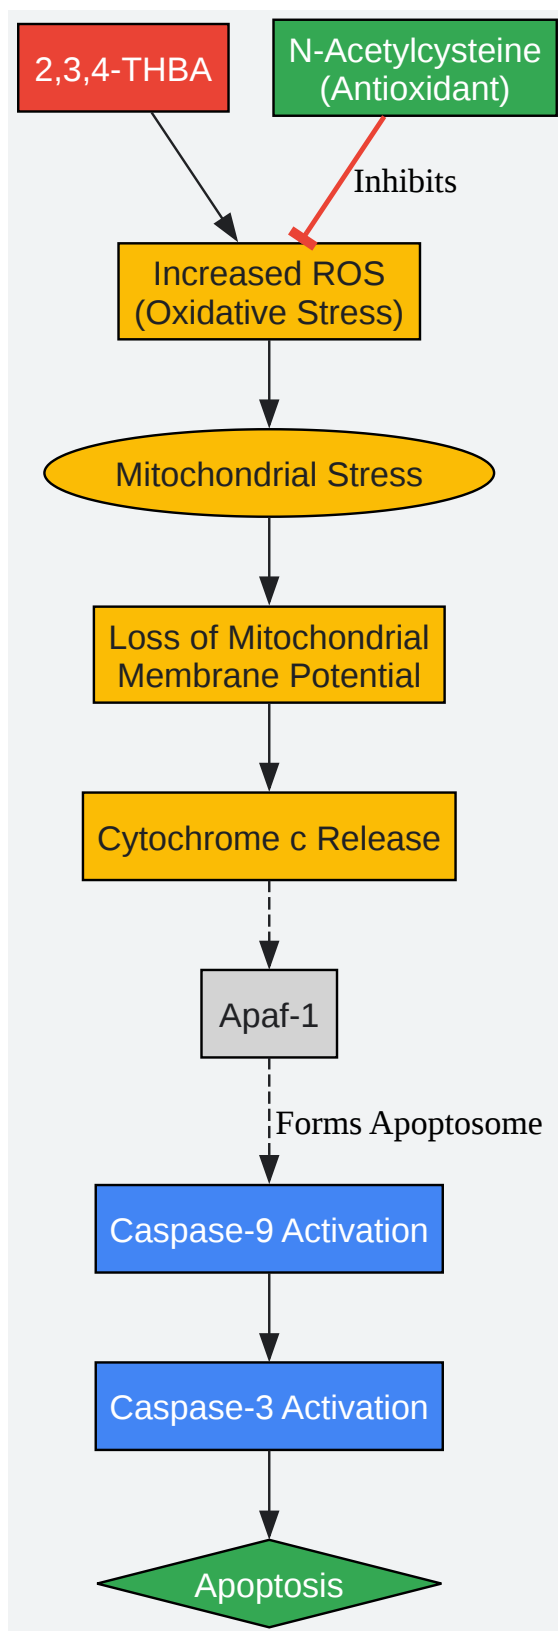 2,3,4-THBA
N-Acetylcysteine
(Antioxidant)
Inhibits
Increased ROS
(Oxidative Stress)
Mitochondrial Stress
Loss of Mitochondrial
Membrane Potential
Cytochrome c Release
Apaf-1
Forms Apoptosome
Caspase-9 Activation
Caspase-3 Activation
Apoptosis